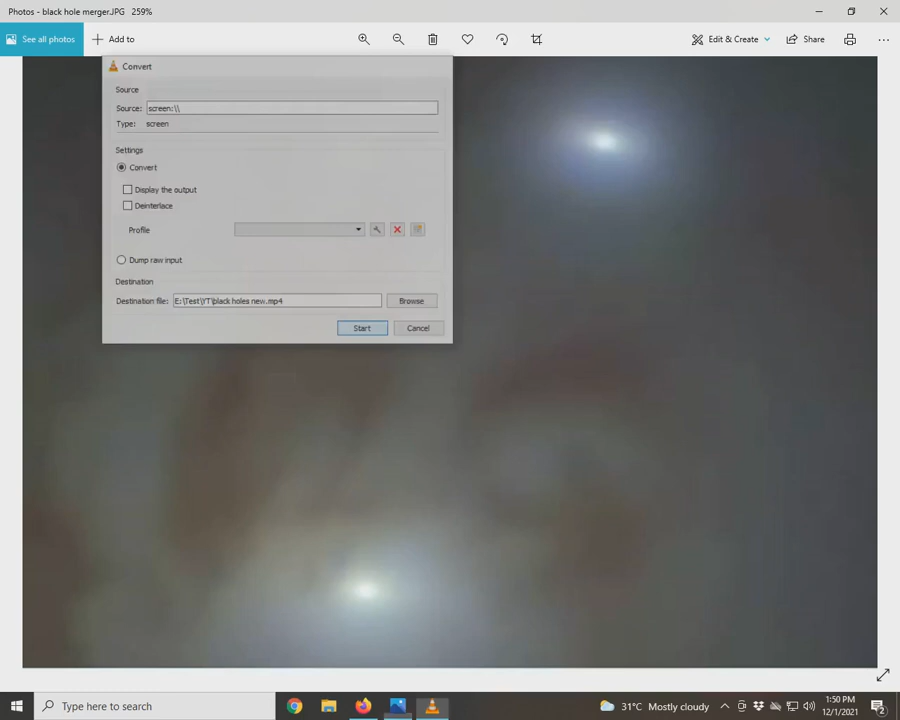 Photos - black hole merger.JPG   259%
See all photos
Add to
Edit & Create
Share
Convert
Source
Source: screen:\\
Type: screen
Settings
Convert
Display the output
Deinterlace
Profile
Dump raw input
Destination
Destination file: E:\Test\YT\black holes new.mp4
Browse
Start
Cancel
Type here to search
31°C Mostly cloudy
1:50 PM
12/1/2021
2